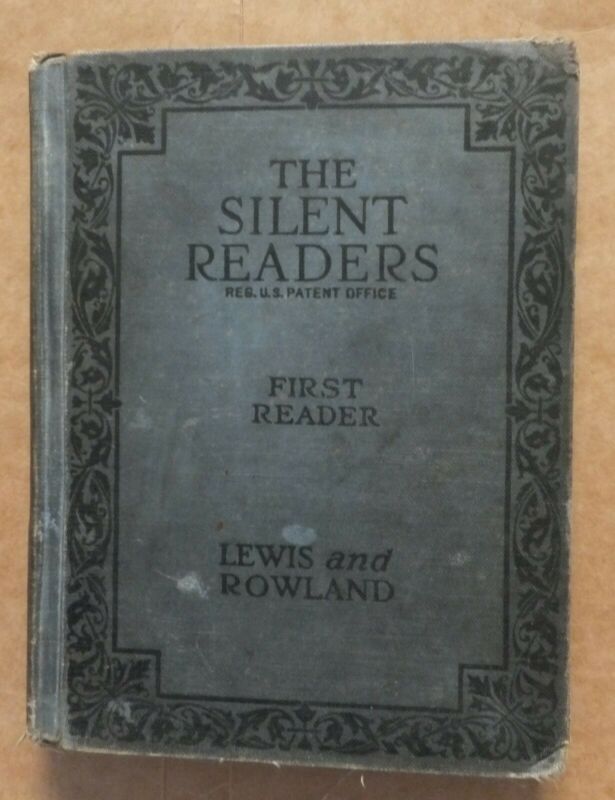 THE
SILENT
READERS
REG. U.S. PATENT OFFICE
FIRST
READER
LEWIS and
ROWLAND